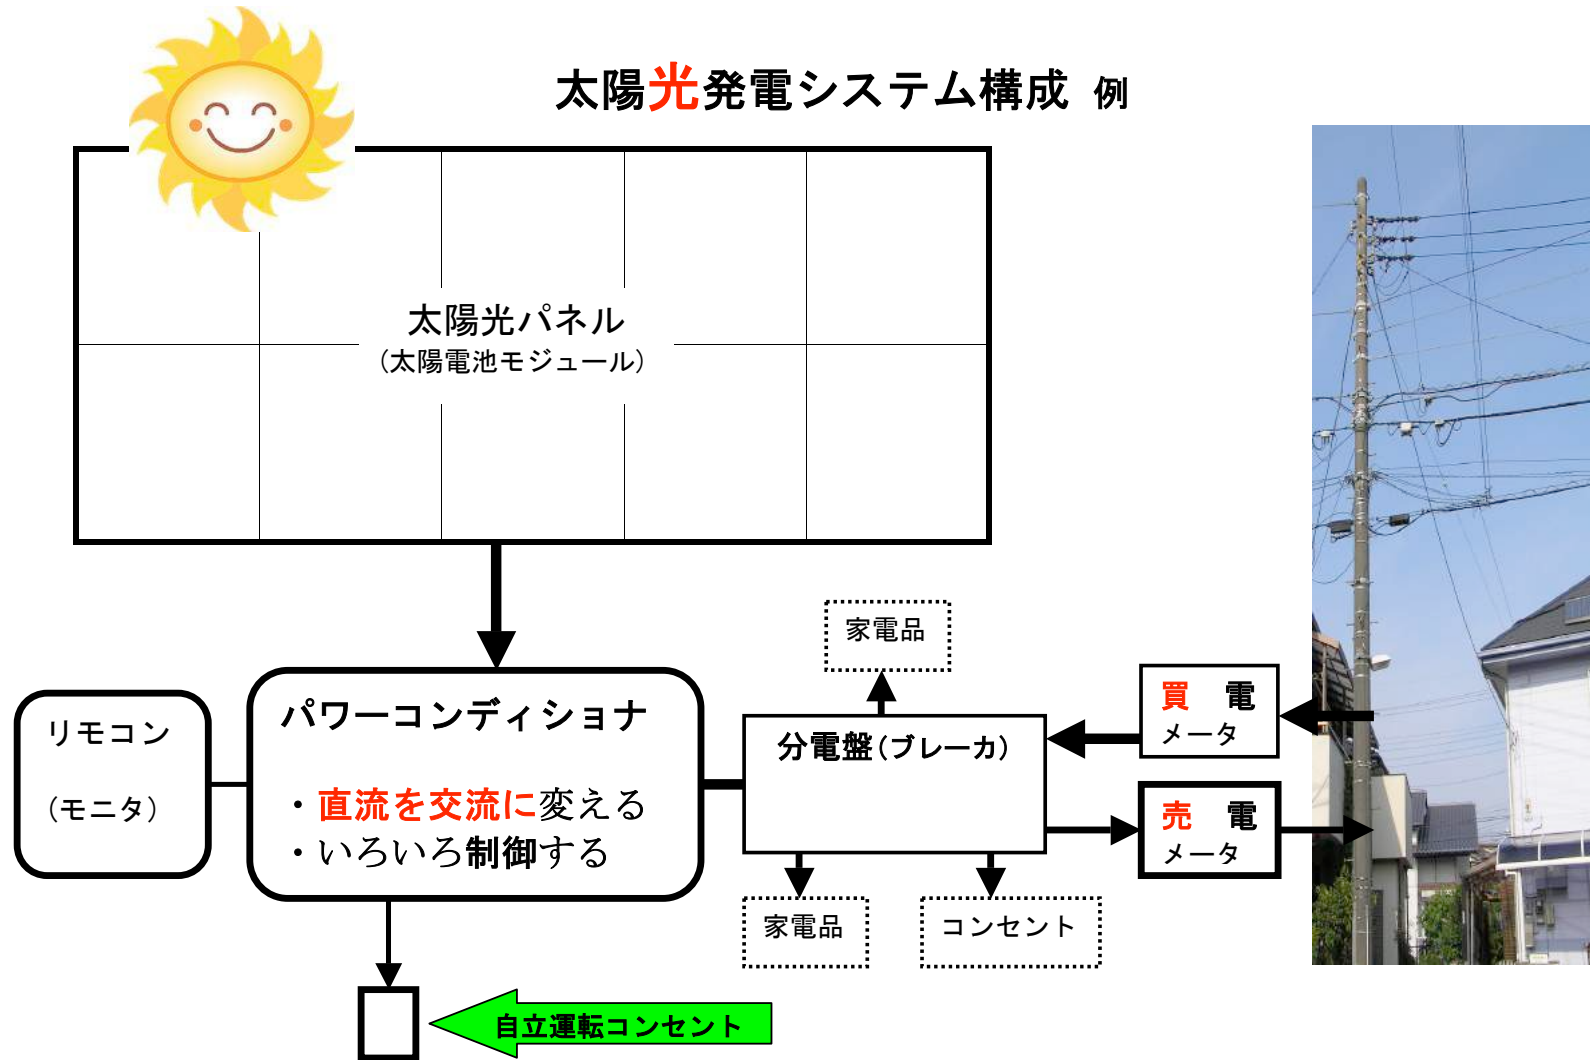 太陽光発電システム構成 例
太陽光パネル
(太陽電池モジュール)
家電品
リモコン
(モニタ)
パワーコンディショナ
・直流を交流に変える
・いろいろ制御する
分電盤(ブレーカ)
買 電
メータ
売 電
メータ
家電品
コンセント
自立運転コンセント